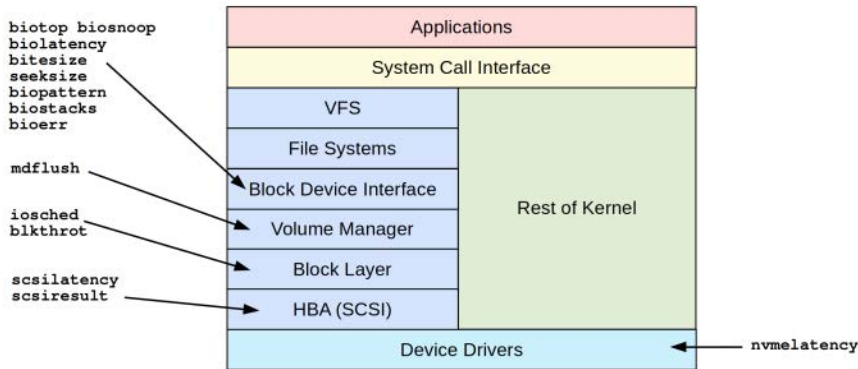 biotop biosnoop
biolatency
bitesize
seeksize
biopattern
biostacks
bioerr
mdflush
iosched
blkthrot
scsilatency
scsiresult
Applications
System Call Interface
VFS
File Systems
Block Device Interface
Volume Manager
Block Layer
HBA (SCSI)
Rest of Kernel
Device Drivers
nvmelatency